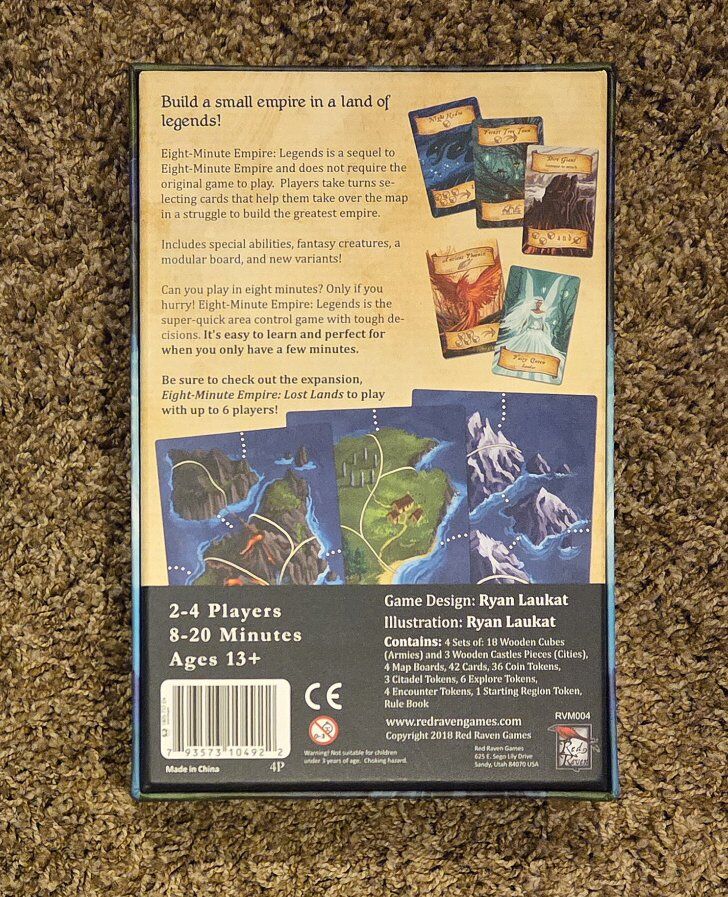 Build a small empire in a land of
legends!
Eight-Minute Empire: Legends is a sequel to
Eight-Minute Empire and does not require the
original game to play. Players take turns se-
lecting cards that help them take over the map
in a struggle to build the greatest empire.
Includes special abilities, fantasy creatures, a
modular board, and new variants!
Can you play in eight minutes? Only if you
hurry! Eight-Minute Empire: Legends is the
super-quick area control game with tough de-
cisions. It's easy to learn and perfect for
when you only have a few minutes.
Be sure to check out the expansion,
Eight-Minute Empire: Lost Lands to play
with up to 6 players!
Night Hydra
Forest Tree Town
Dire Giant
and
Ancient Phoenix
Fairy Queen
2-4 Players
8-20 Minutes
Ages 13+
Game Design: Ryan Laukat
Illustration: Ryan Laukat
Contains: 4 Sets of: 18 Wooden Cubes
(Armies) and 3 Wooden Castles Pieces (Cities),
4 Map Boards, 42 Cards, 36 Coin Tokens,
3 Citadel Tokens, 6 Explore Tokens,
4 Encounter Tokens, 1 Starting Region Token,
Rule Book
www.redravengames.com
Copyright 2018 Red Raven Games
7 93573 10492 2
Made in China
4P
CE
0-3
Warning! Not suitable for children
under 3 years of age. Choking hazard.
Red Raven Games
625 E. Sego Lily Drive
Sandy, Utah 84070 USA
RVM004
Red
Raven